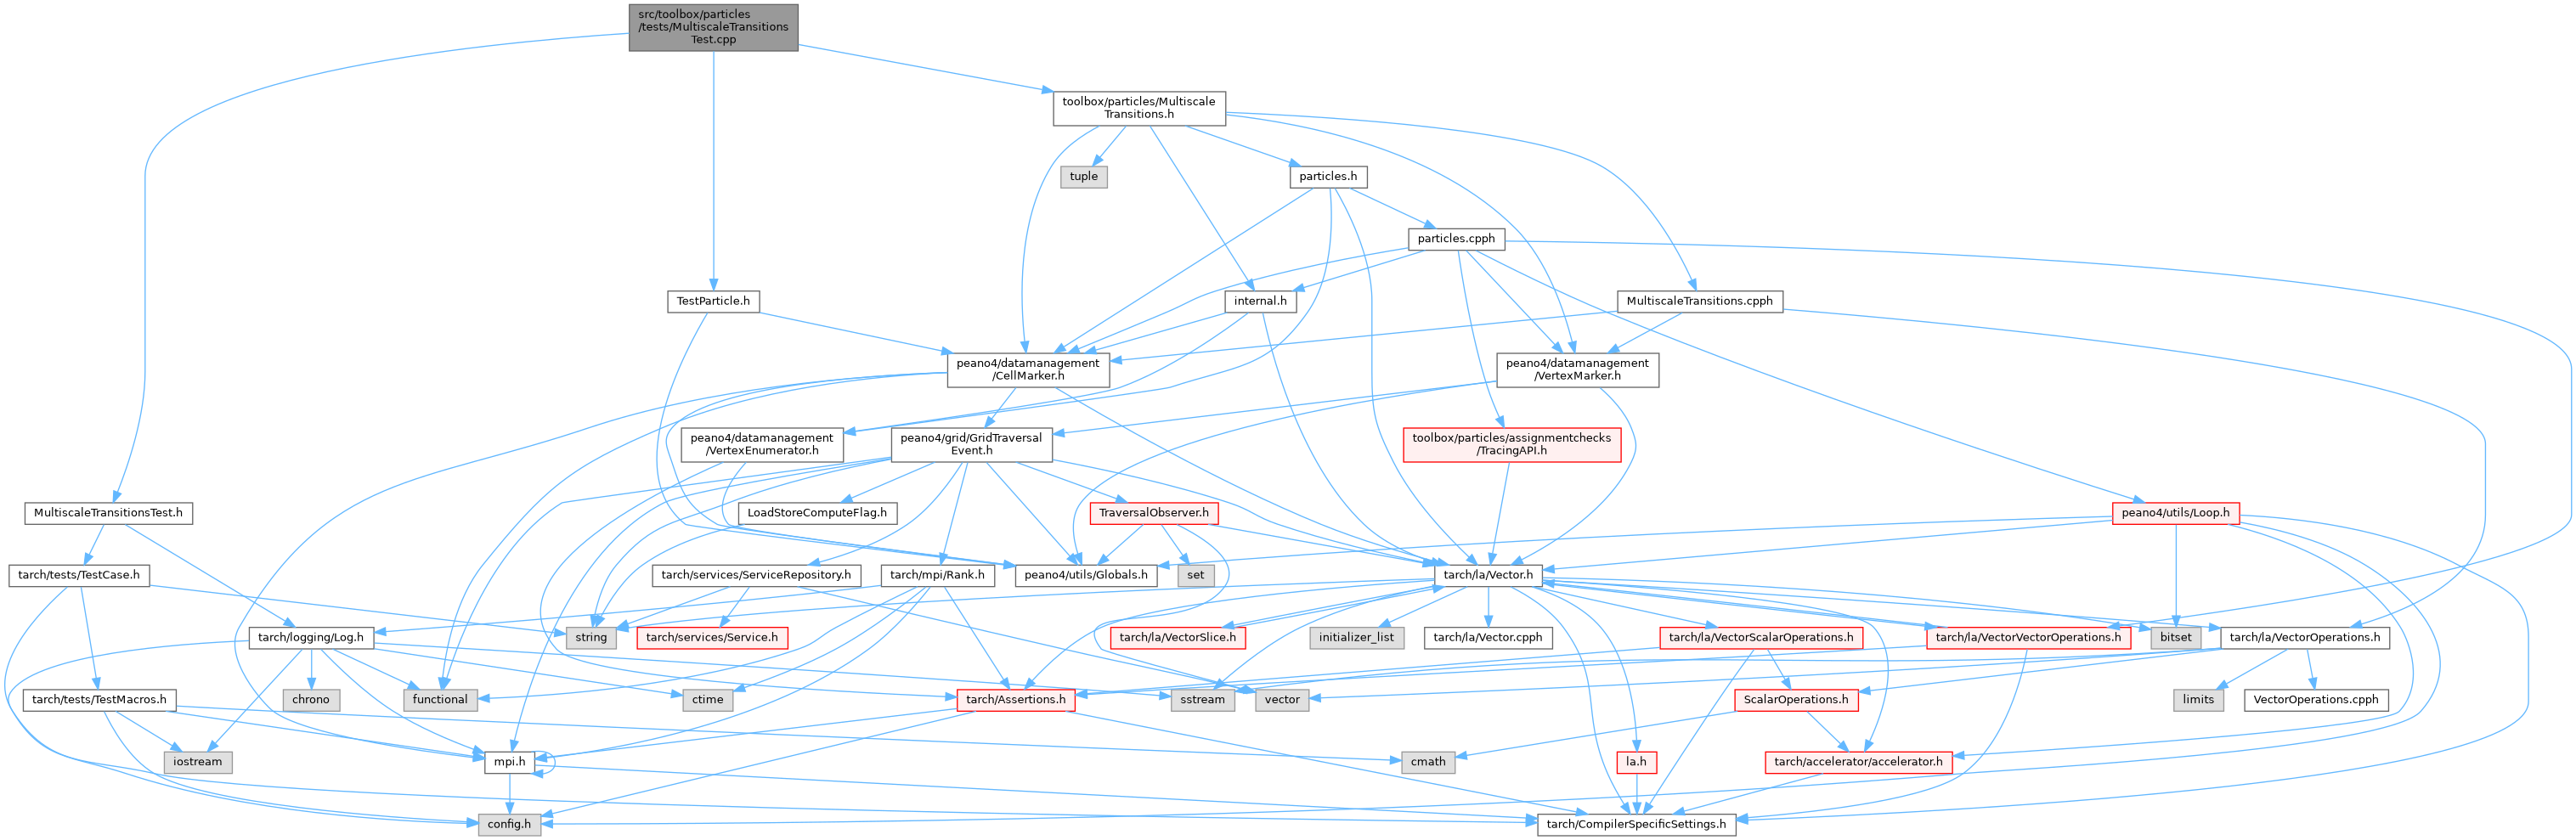 src/toolbox/particles
/tests/MultiscaleTransitions
Test.cpp
toolbox/particles/Multiscale
Transitions.h
tuple
particles.h
particles.cpph
TestParticle.h
internal.h
MultiscaleTransitions.cpph
peano4/datamanagement
/CellMarker.h
peano4/datamanagement
/VertexMarker.h
peano4/datamanagement
/VertexEnumerator.h
peano4/grid/GridTraversal
Event.h
toolbox/particles/assignmentchecks
/TracingAPI.h
MultiscaleTransitionsTest.h
LoadStoreComputeFlag.h
TraversalObserver.h
peano4/utils/Loop.h
tarch/tests/TestCase.h
tarch/services/ServiceRepository.h
tarch/mpi/Rank.h
peano4/utils/Globals.h
set
tarch/la/Vector.h
tarch/logging/Log.h
string
tarch/services/Service.h
tarch/la/VectorSlice.h
initializer_list
tarch/la/Vector.cpph
tarch/la/VectorScalarOperations.h
tarch/la/VectorVectorOperations.h
bitset
tarch/la/VectorOperations.h
tarch/tests/TestMacros.h
chrono
functional
ctime
tarch/Assertions.h
sstream
vector
ScalarOperations.h
limits
VectorOperations.cpph
iostream
mpi.h
cmath
la.h
tarch/accelerator/accelerator.h
config.h
tarch/CompilerSpecificSettings.h